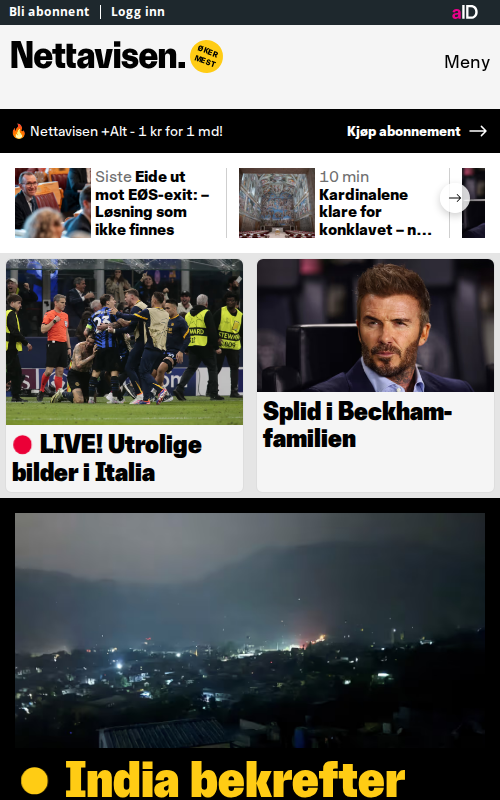 Bli abonnent
Logg inn
aID
Nettavisen.
ØKER
MEST
Meny
🔥 Nettavisen +Alt - 1 kr for 1 md!
Kjøp abonnement →
Siste Eide ut
mot EØS-exit: –
Løsning som
ikke finnes
10 min
Kardinalene
klare for
konklavet – n...
23
LIVE! Utrolige
bilder i Italia
Splid i Beckham-
familien
India bekrefter